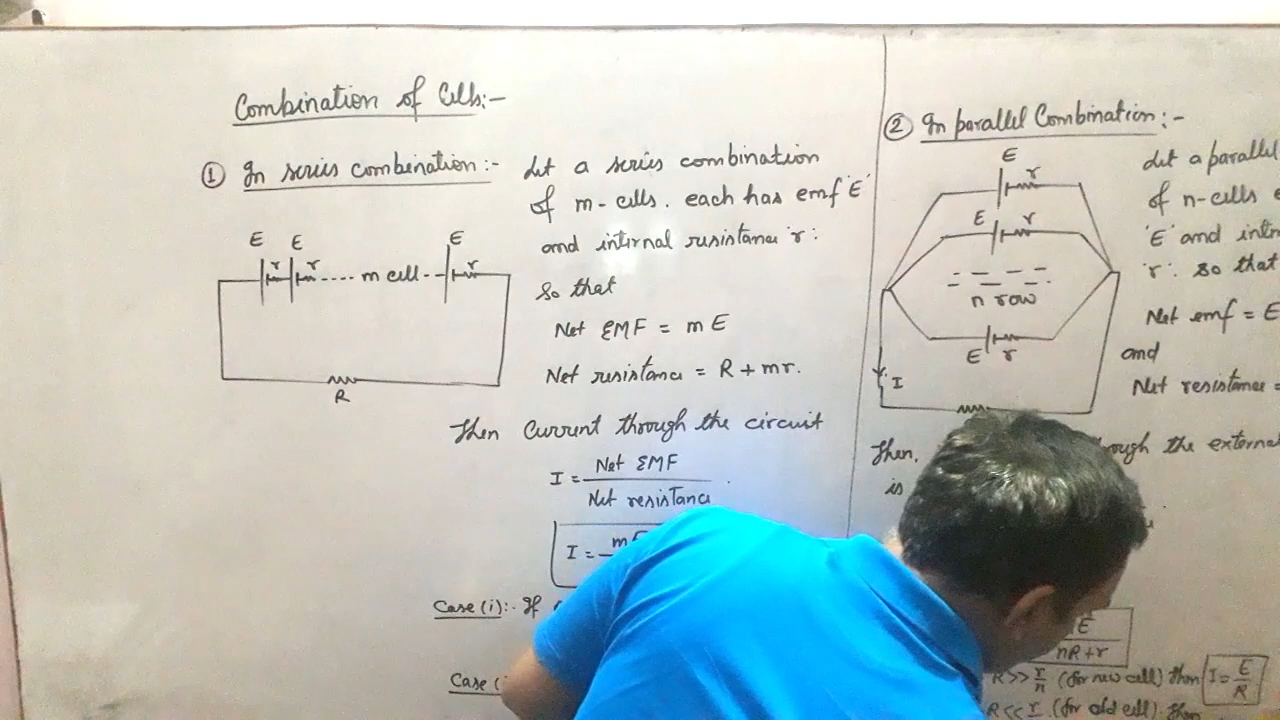 Combination of Cells:-
① In series combination:- Let a series combination
of m-cells. each has emf 'E'
and internal resistance 'r':
E E E
r r .... m cell -- r
R
So that
Net EMF = mE
Net resistance = R + mr.
Then Current through the circuit
I = Net EMF
Net resistance
I = m
Case (i):- If
Case (
② In parallel Combination:-
E
r
E r
n row
E r
I
Let a parallel
of n-cells
'E' and
'r': so that
Net emf = E
and
Net resistance =
Then, the external
is
E
nR+r
R>> r/n (for new cell) then I = E/R
R<< r (for old cell) then